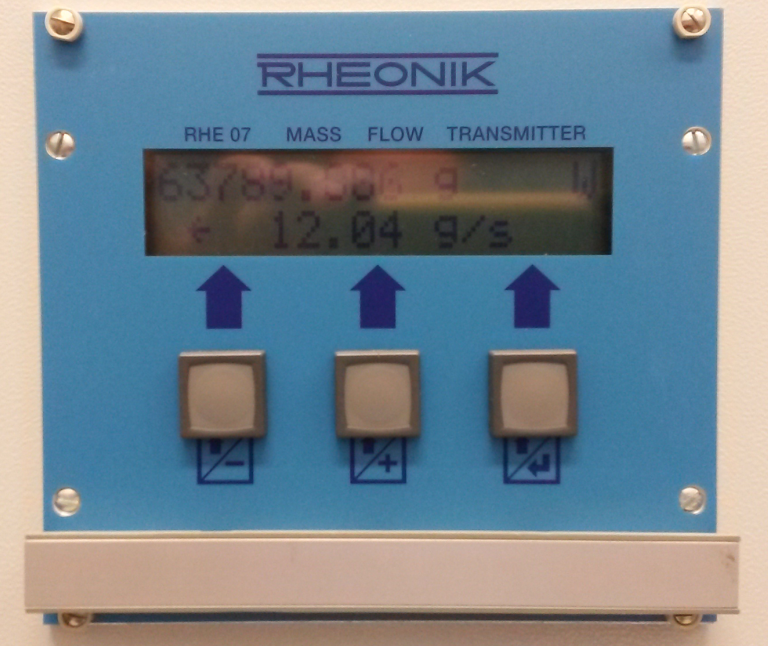 RHEONIK
RHE 07 MASS FLOW TRANSMITTER
g W
← 12.04 g/s
- + ↵